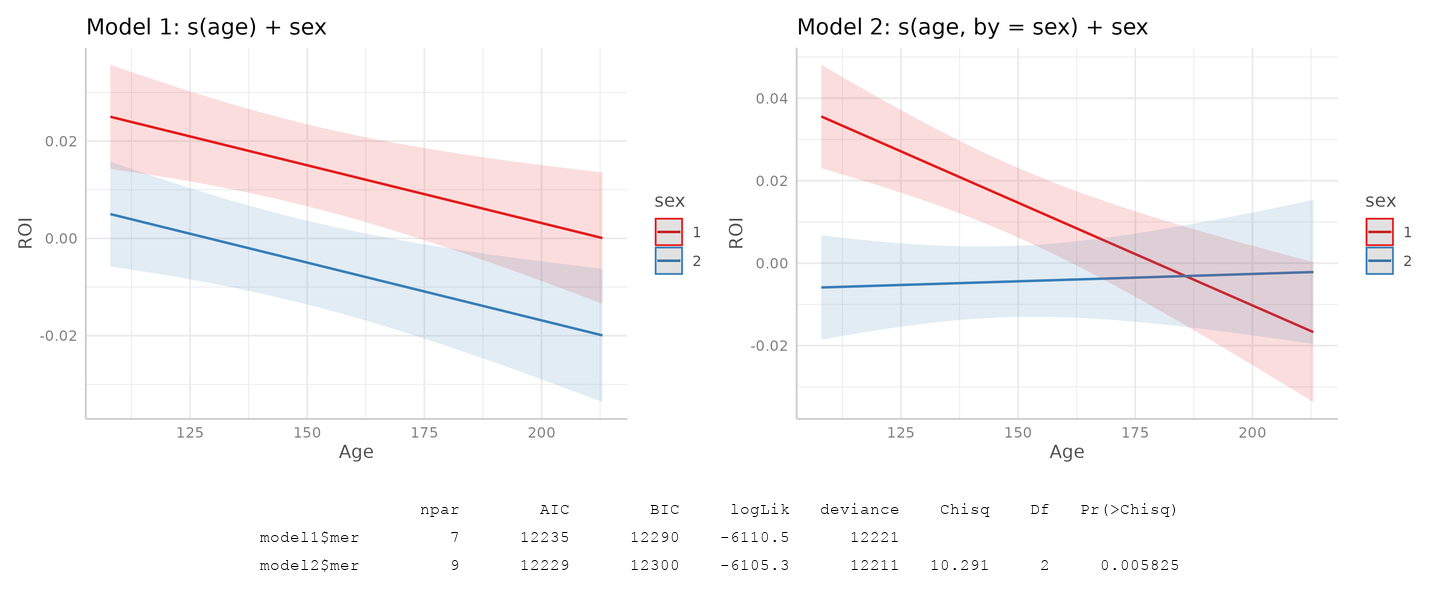 Model 1: s(age) + sex
0.02
0.00
-0.02
ROI
125 150 175 200
Age
sex
1
2
Model 2: s(age, by = sex) + sex
0.04
0.02
0.00
-0.02
ROI
125 150 175 200
Age
sex
1
2
npar AIC BIC logLik deviance Chisq Df Pr(>Chisq)
model1$mer 7 12235 12290 -6110.5 12221
model2$mer 9 12229 12300 -6105.3 12211 10.291 2 0.005825